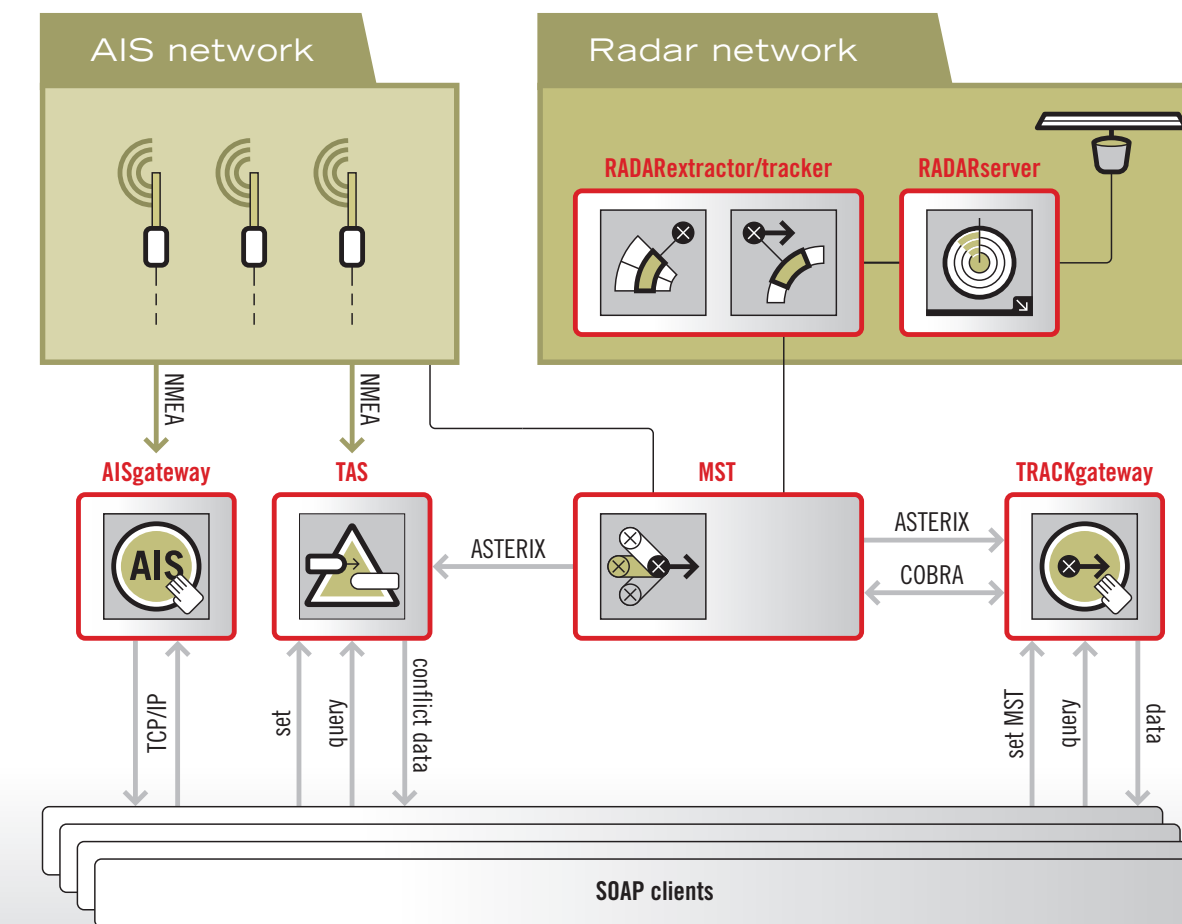 AIS network
Radar network
RADARextractor/tracker
RADARserver
NMEA
NMEA
AISgateway
TAS
MST
TRACKgateway
AIS
ASTERIX
ASTERIX
COBRA
TCP/IP
set
query
conflict data
set MST
query
data
SOAP clients